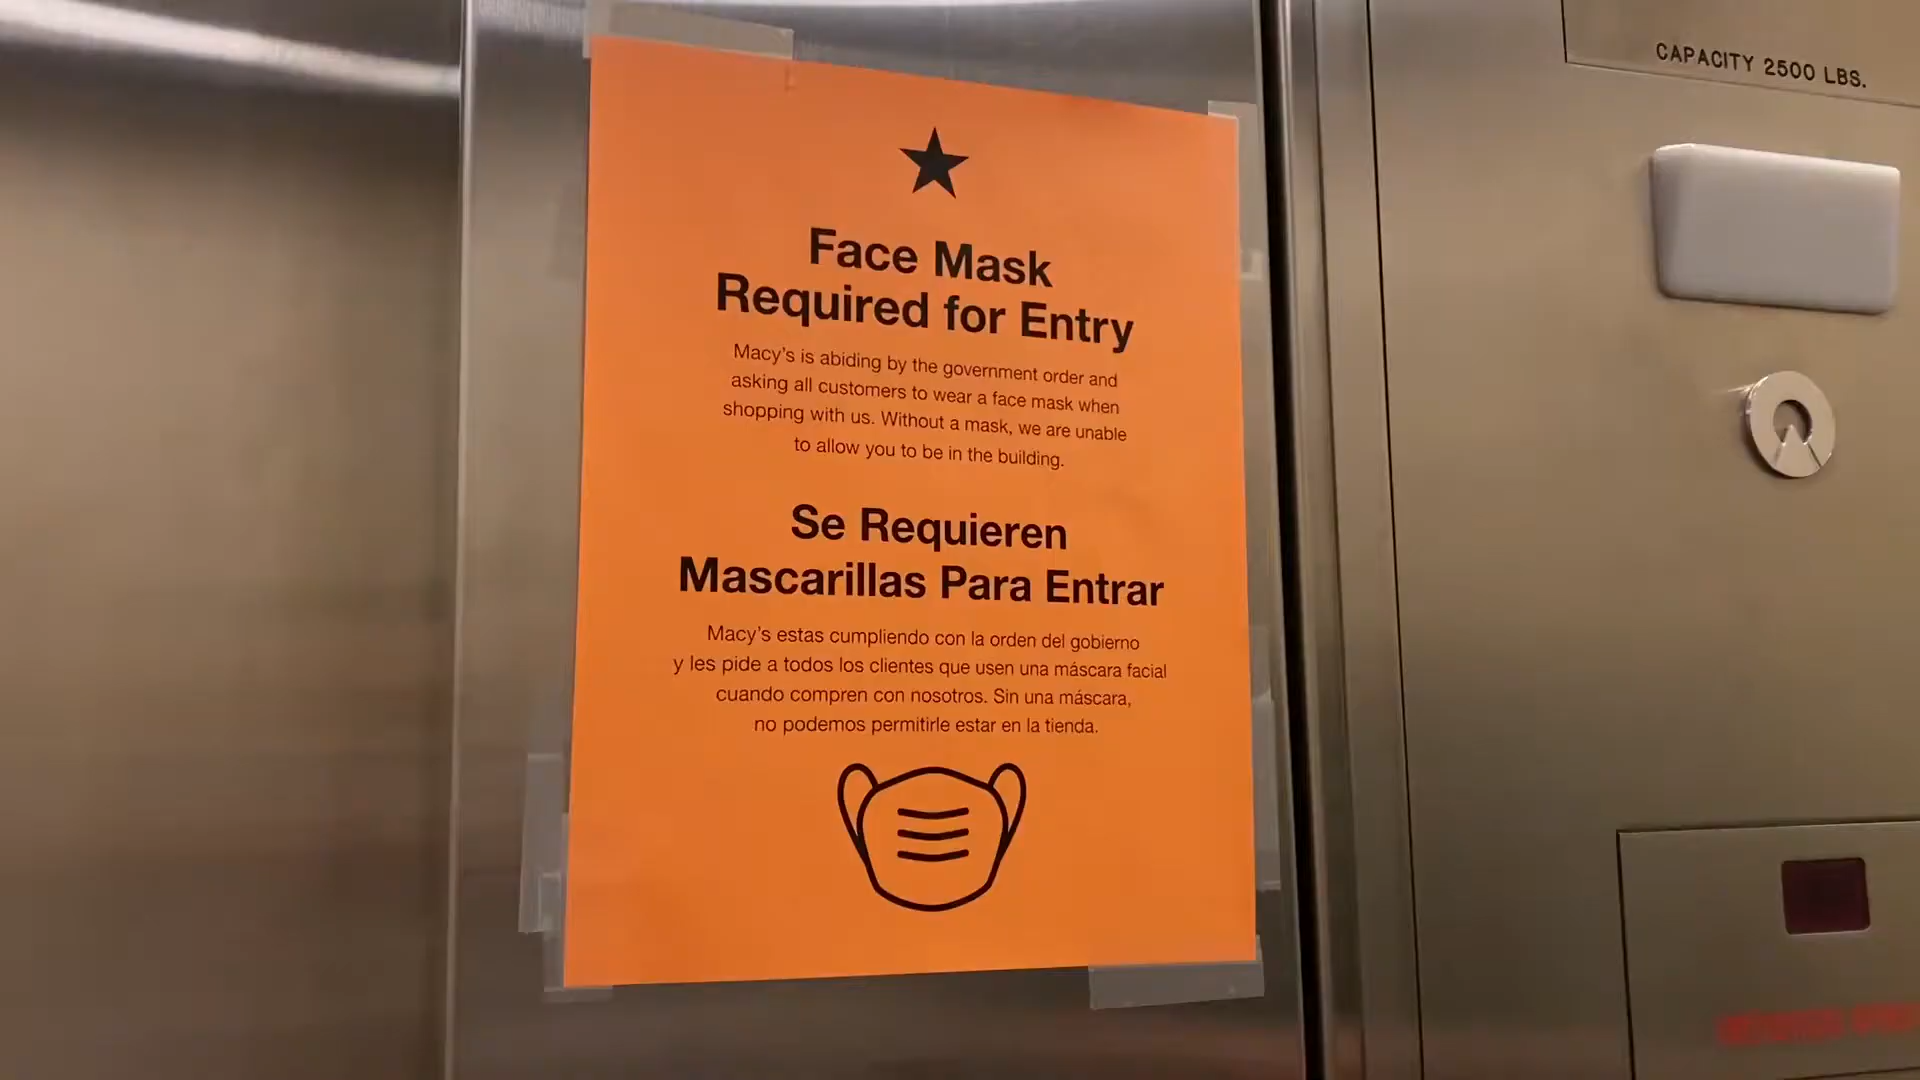 CAPACITY 2500 LBS.
Face Mask
Required for Entry
Macy's is abiding by the government order and
asking all customers to wear a face mask when
shopping with us. Without a mask, we are unable
to allow you to be in the building.
Se Requieren
Mascarillas Para Entrar
Macy's estas cumpliendo con la orden del gobierno
y les pide a todos los clientes que usen una máscara facial
cuando compren con nosotros. Sin una máscara,
no podemos permitirle estar en la tienda.